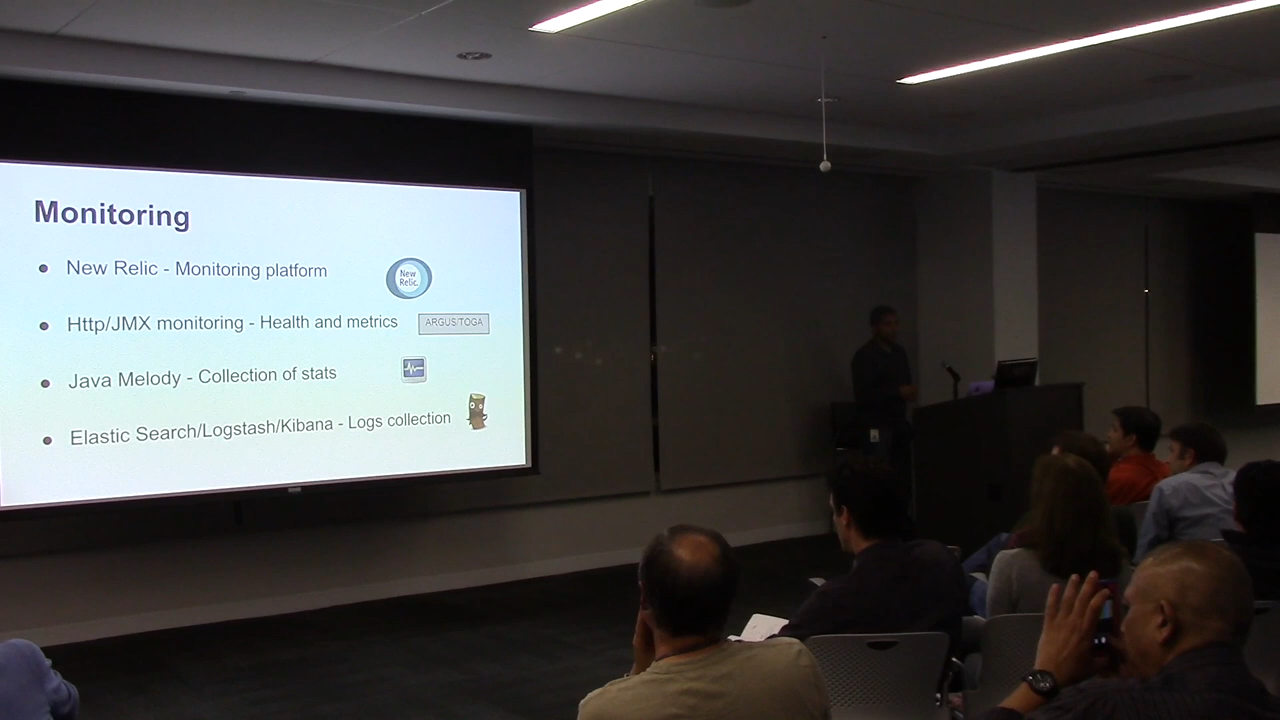 Monitoring
New Relic - Monitoring platform
New
Relic.
Http/JMX monitoring - Health and metrics
ARGUS/TOGA
Java Melody - Collection of stats
Elastic Search/Logstash/Kibana - Logs collection